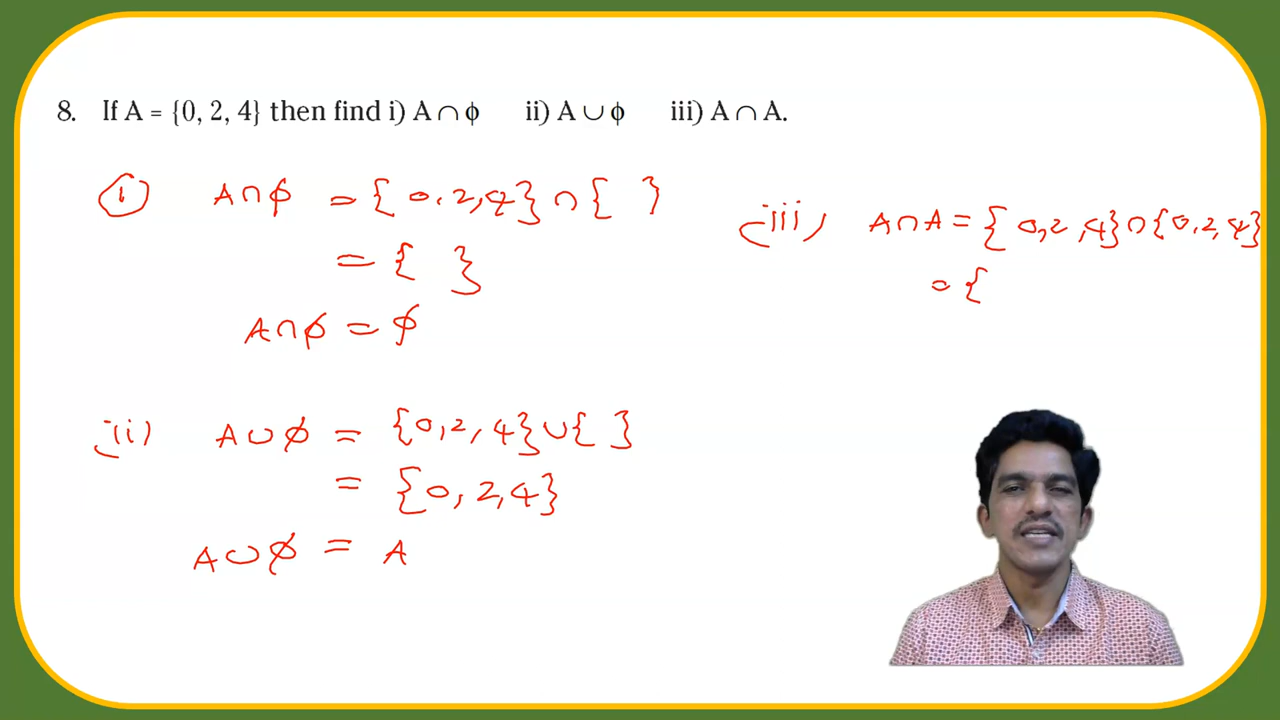 8. If A = {0, 2, 4} then find i) A ∩ ϕ ii) A ∪ ϕ iii) A ∩ A.
(i) A∩ϕ = {0,2,4}∩{ }
= { }
A∩ϕ = ϕ
(ii) A∪ϕ = {0,2,4}∪{ }
= {0,2,4}
A∪ϕ = A
(iii) A∩A = {0,2,4}∩{0,2,4}
= {